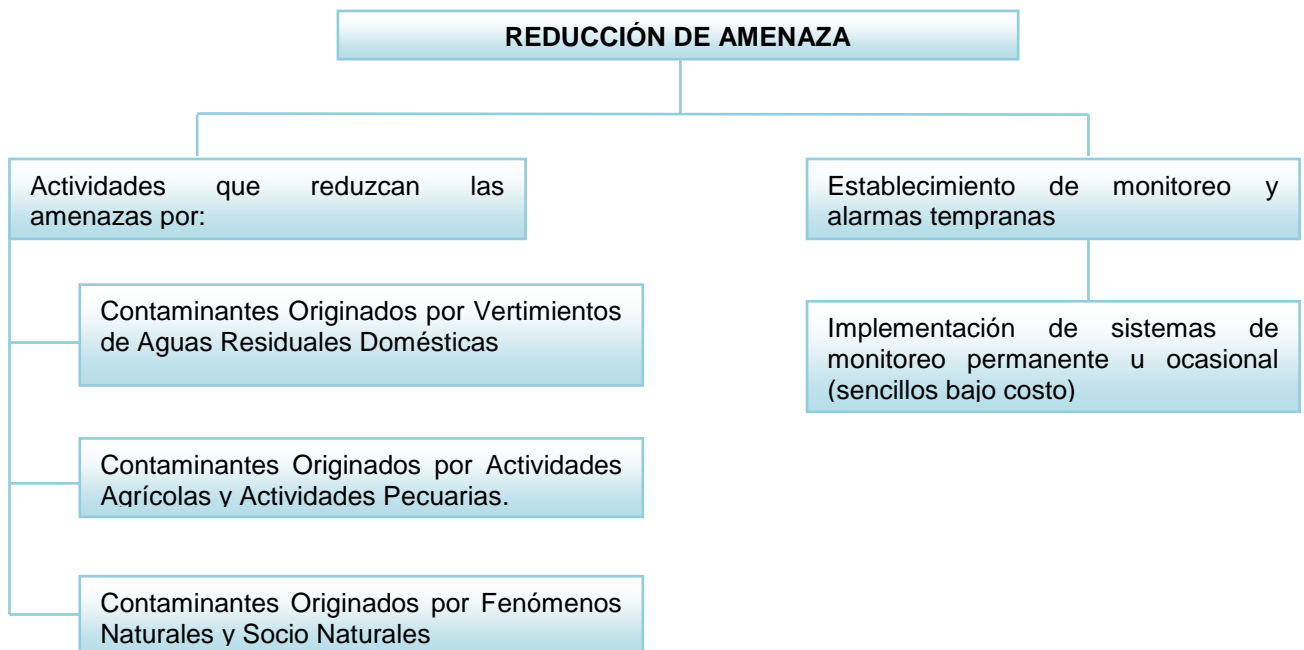 REDUCCIÓN DE AMENAZA
Actividades que reduzcan las
amenazas por:
Contaminantes Originados por Vertimientos
de Aguas Residuales Domésticas
Contaminantes Originados por Actividades
Agrícolas y Actividades Pecuarias.
Contaminantes Originados por Fenómenos
Naturales y Socio Naturales
Establecimiento de monitoreo y
alarmas tempranas
Implementación de sistemas de
monitoreo permanente u ocasional
(sencillos bajo costo)